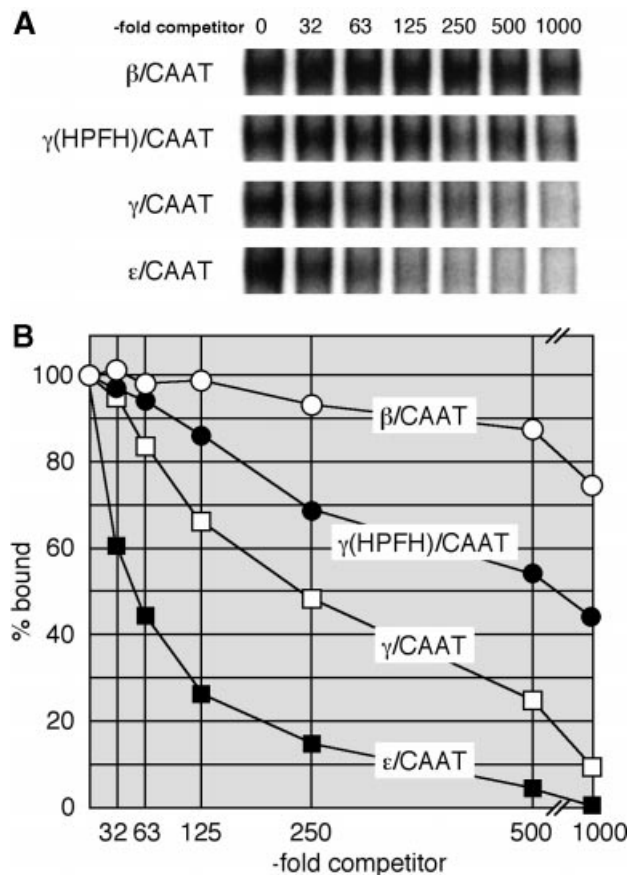 A
-fold competitor 0 32 63 125 250 500 1000
β/CAAT
γ(HPFH)/CAAT
γ/CAAT
ε/CAAT
B
100
80
60
40
20
0
% bound
β/CAAT
γ(HPFH)/CAAT
γ/CAAT
ε/CAAT
32 63 125 250 500 1000
-fold competitor